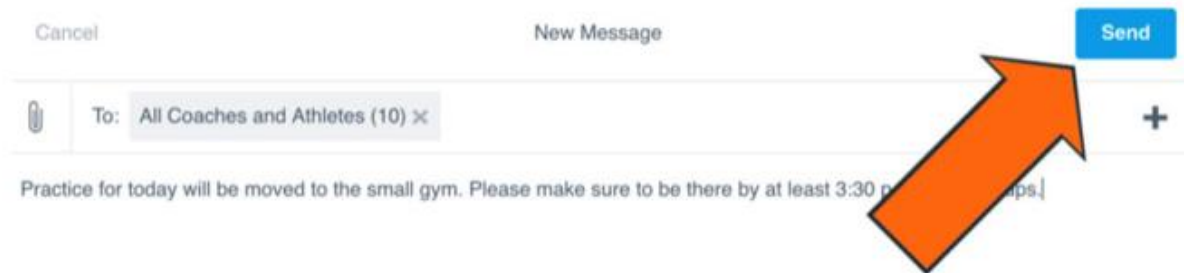 Cancel New Message Send
To: All Coaches and Athletes (10) ×
Practice for today will be moved to the small gym. Please make sure to be there by at least 3:30